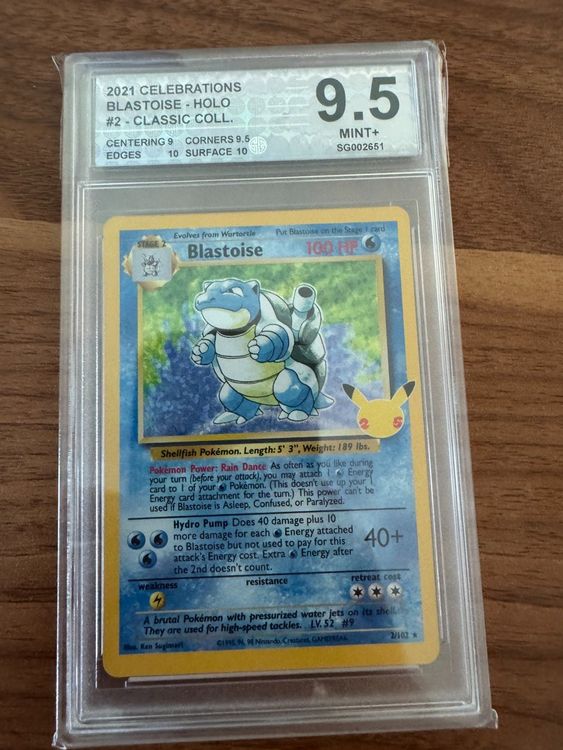 2021 CELEBRATIONS
BLASTOISE - HOLO
#2 - CLASSIC COLL.
CENTERING 9 CORNERS 9.5
EDGES 10 SURFACE 10
9.5
MINT+
SG002651
Evolves from Wartortle Put Blastoise on the Stage 1 card
STAGE 2
Blastoise 100 HP
25
Shellfish Pokémon. Length: 5' 3", Weight: 189 lbs.
Pokémon Power: Rain Dance As often as you like during
your turn (before your attack), you may attach 1 Energy
card to 1 of your Pokémon. (This doesn't use up your 1
Energy card attachment for the turn.) This power can't be
used if Blastoise is Asleep, Confused, or Paralyzed.
Hydro Pump Does 40 damage plus 10
more damage for each Energy attached
to Blastoise but not used to pay for this
attack's Energy cost. Extra Energy after
the 2nd doesn't count.
40+
weakness resistance retreat cost
A brutal Pokémon with pressurized water jets on its shell.
They are used for high-speed tackles. LV. 52 #9
Illus. Ken Sugimori ©1995, 96, 98 Nintendo, Creatures, GAMEFREAK. 2/102 ★